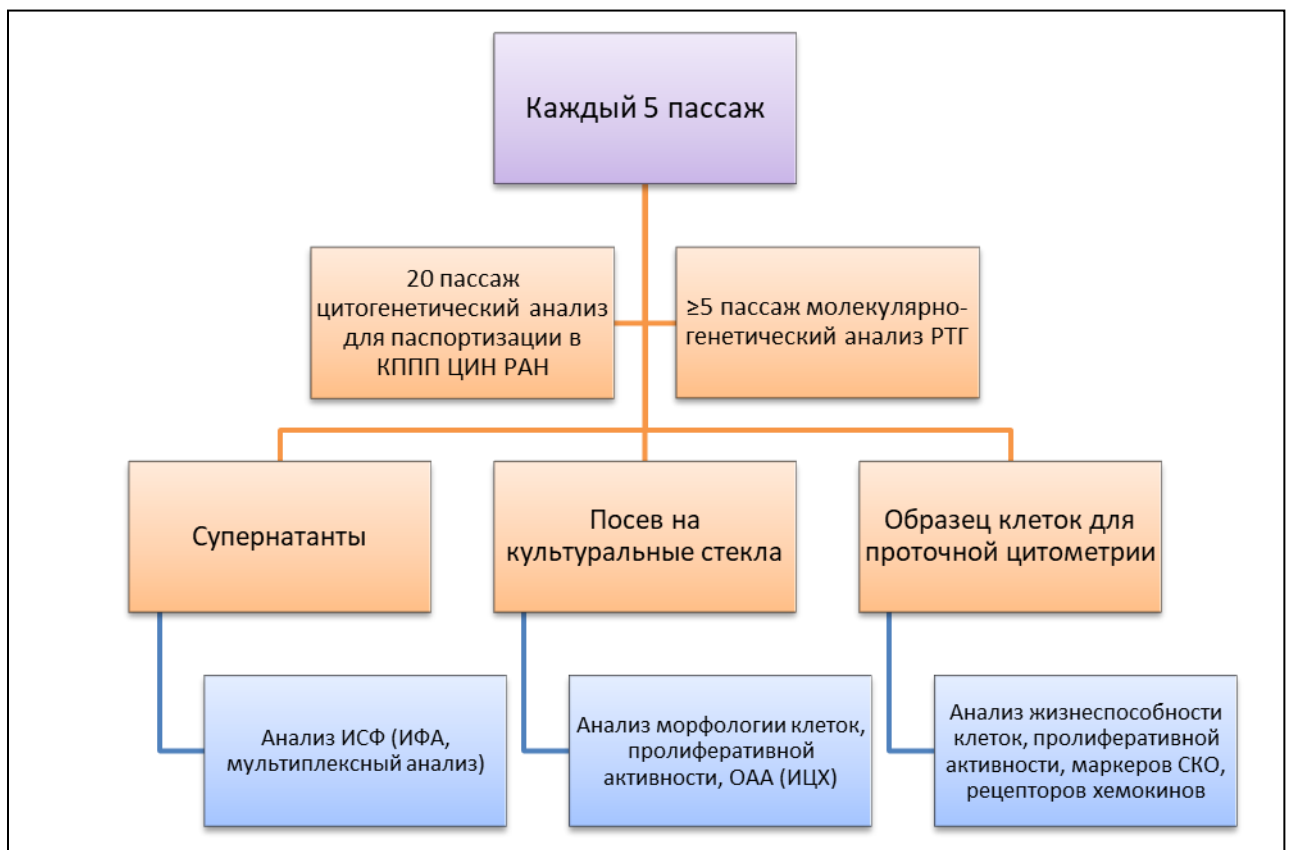 Каждый 5 пассаж
20 пассаж
цитогенетический анализ
для паспортизации в
КППП ЦИН РАН
≥5 пассаж молекулярно-
генетический анализ РТГ
Супернатанты
Посев на
культуральные стекла
Образец клеток для
проточной цитометрии
Анализ ИСФ (ИФА,
мультиплексный анализ)
Анализ морфологии клеток,
пролиферативной
активности, ОАА (ИЦХ)
Анализ жизнеспособности
клеток, пролиферативной
активности, маркеров СКО,
рецепторов хемокинов